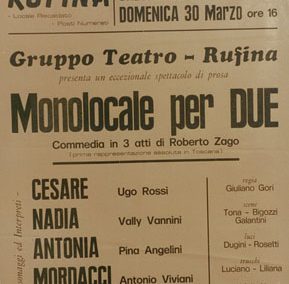 RUFINA
DOMENICA 30 Marzo ore 16
- Locale Riscaldato
- Posti Numerati
Gruppo Teatro - Rufina
presenta un eccezionale spettacolo di prosa
Monolocale per DUE
Commedia in 3 atti di Roberto Zago
(prima rappresentazione assoluta in Toscana)
Interpreti -
CESARE Ugo Rossi
NADIA Vally Vannini
ANTONIA Pina Angelini
MORDACCI Antonio Viviani
regia
Giuliano Gori
scene
Tona - Bigozzi
Galantini
luci
Dugini - Rosetti
trucchi
Luciano - Liliana